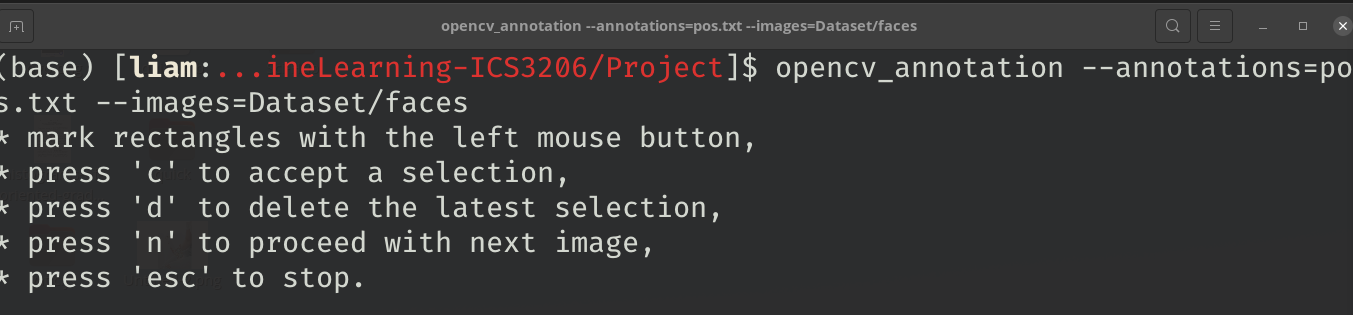 opencv_annotation --annotations=pos.txt --images=Dataset/faces
(base) [liam:...ineLearning-ICS3206/Project]$ opencv_annotation --annotations=po
s.txt --images=Dataset/faces
* mark rectangles with the left mouse button,
* press 'c' to accept a selection,
* press 'd' to delete the latest selection,
* press 'n' to proceed with next image,
* press 'esc' to stop.